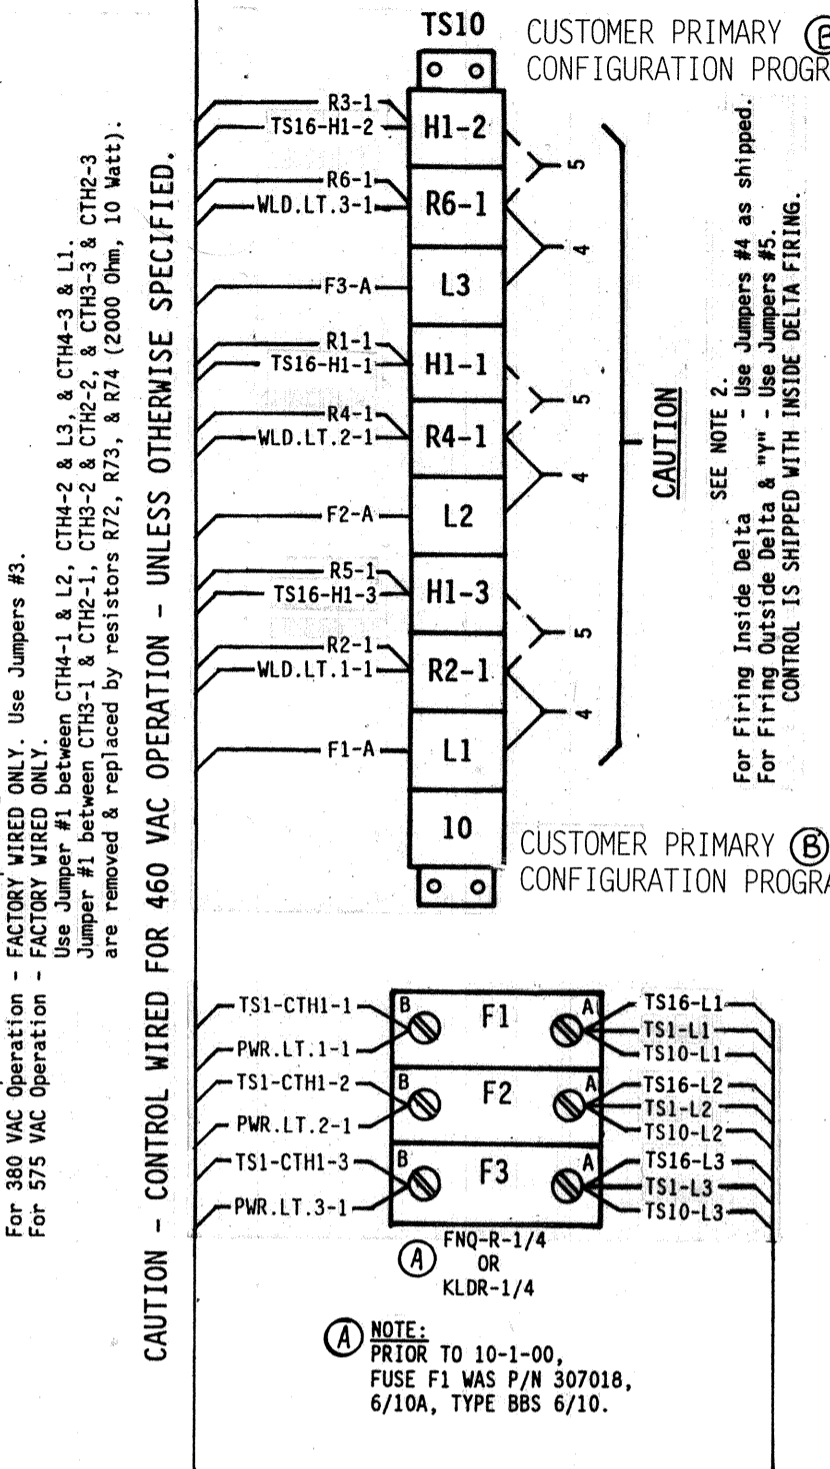 For 380 VAC Operation - FACTORY WIRED ONLY. Use Jumpers #3.
For 575 VAC Operation - FACTORY WIRED ONLY.
Use Jumper #1 between CTH4-1 & L2, CTH4-2 & L3, & CTH4-3 & L1.
Jumper #1 between CTH3-1 & CTH2-1, CTH3-2 & CTH2-2, & CTH3-3 & CTH2-3
are removed & replaced by resistors R72, R73, & R74 (2000 Ohm, 10 Watt).
CAUTION - CONTROL WIRED FOR 460 VAC OPERATION - UNLESS OTHERWISE SPECIFIED.
TS10
CUSTOMER PRIMARY B
CONFIGURATION PROGR
R3-1
TS16-H1-2
H1-2
5
R6-1
WLD.LT.3-1
R6-1
4
F3-A
L3
R1-1
TS16-H1-1
H1-1
5
R4-1
WLD.LT.2-1
R4-1
4
F2-A
L2
R5-1
TS16-H1-3
H1-3
5
R2-1
WLD.LT.1-1
R2-1
4
F1-A
L1
10
CAUTION
SEE NOTE 2.
For Firing Inside Delta - Use Jumpers #4 as shipped.
For Firing Outside Delta & "Y" - Use Jumpers #5.
CONTROL IS SHIPPED WITH INSIDE DELTA FIRING.
CUSTOMER PRIMARY B
CONFIGURATION PROGRA
TS1-CTH1-1
PWR.LT.1-1
B
F1
A
TS16-L1
TS1-L1
TS10-L1
TS1-CTH1-2
PWR.LT.2-1
B
F2
A
TS16-L2
TS1-L2
TS10-L2
TS1-CTH1-3
PWR.LT.3-1
B
F3
A
TS16-L3
TS1-L3
TS10-L3
A FNQ-R-1/4
OR
KLDR-1/4
A NOTE:
PRIOR TO 10-1-00,
FUSE F1 WAS P/N 307018,
6/10A, TYPE BBS 6/10.